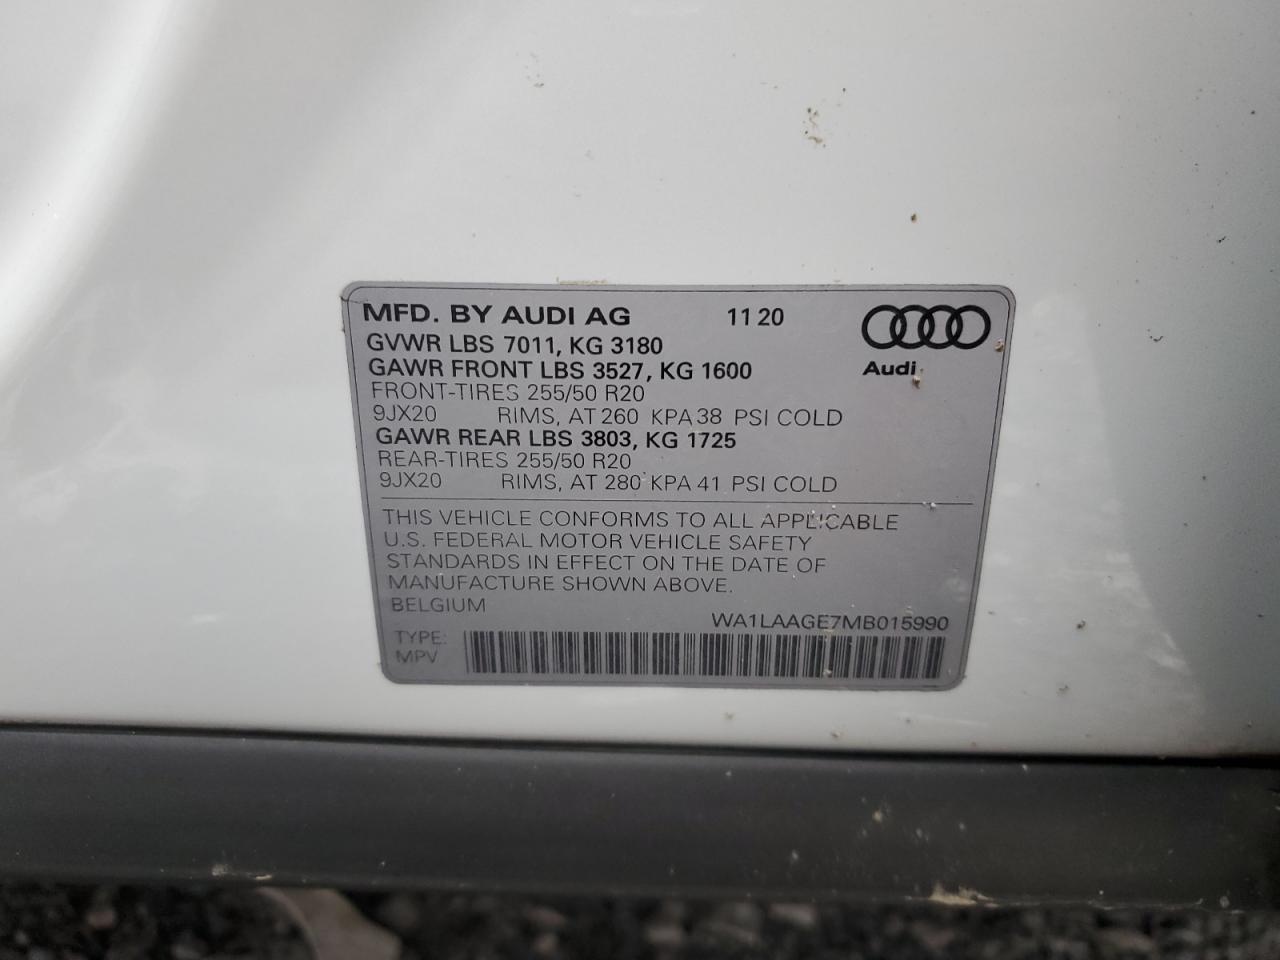 MFD. BY AUDI AG 11 20
GVWR LBS 7011, KG 3180
GAWR FRONT LBS 3527, KG 1600
Audi
FRONT-TIRES 255/50 R20
9JX20 RIMS, AT 260 KPA 38 PSI COLD
GAWR REAR LBS 3803, KG 1725
REAR-TIRES 255/50 R20
9JX20 RIMS, AT 280 KPA 41 PSI COLD
THIS VEHICLE CONFORMS TO ALL APPLICABLE
U.S. FEDERAL MOTOR VEHICLE SAFETY
STANDARDS IN EFFECT ON THE DATE OF
MANUFACTURE SHOWN ABOVE.
BELGIUM
WA1LAAGE7MB015990
TYPE:
MPV